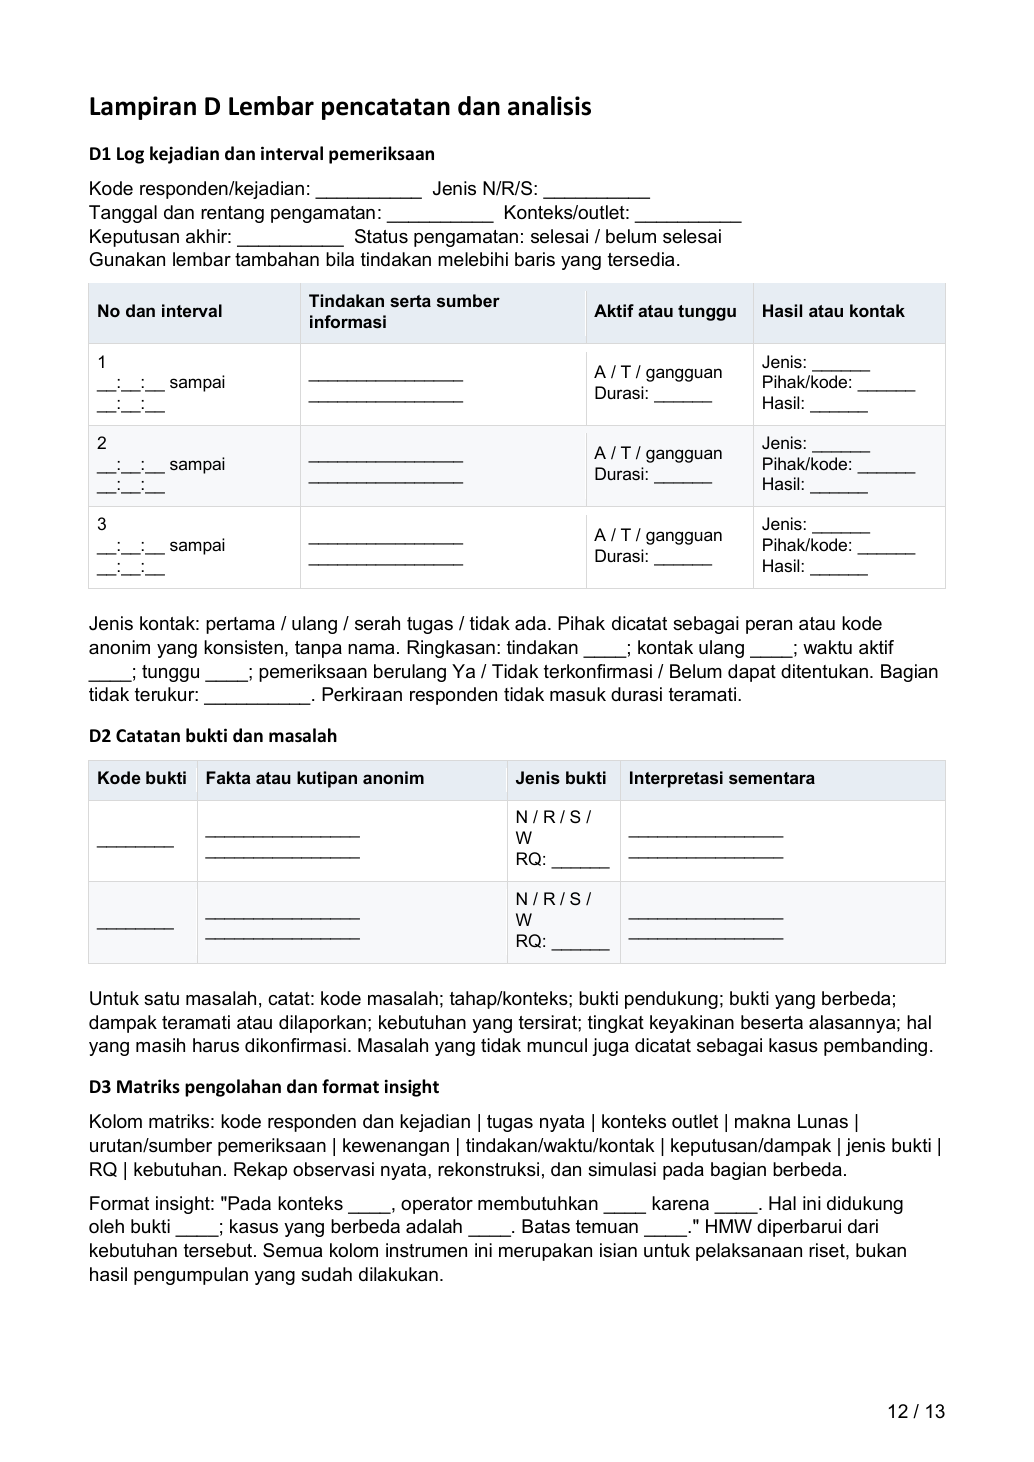 Lampiran D Lembar pencatatan dan analisis
D1 Log kejadian dan interval pemeriksaan
Kode responden/kejadian: __________ Jenis N/R/S: __________
Tanggal dan rentang pengamatan: __________ Konteks/outlet: __________
Keputusan akhir: __________ Status pengamatan: selesai / belum selesai
Gunakan lembar tambahan bila tindakan melebihi baris yang tersedia.
No dan interval
Tindakan serta sumber
informasi
Aktif atau tunggu
Hasil atau kontak
1
__:__:__ sampai
__:__:__
________________
________________
A / T / gangguan
Durasi: ______
Jenis: ______
Pihak/kode: ______
Hasil: ______
2
__:__:__ sampai
__:__:__
________________
________________
A / T / gangguan
Durasi: ______
Jenis: ______
Pihak/kode: ______
Hasil: ______
3
__:__:__ sampai
__:__:__
________________
________________
A / T / gangguan
Durasi: ______
Jenis: ______
Pihak/kode: ______
Hasil: ______
Jenis kontak: pertama / ulang / serah tugas / tidak ada. Pihak dicatat sebagai peran atau kode
anonim yang konsisten, tanpa nama. Ringkasan: tindakan ____; kontak ulang ____; waktu aktif
____; tunggu ____; pemeriksaan berulang Ya / Tidak terkonfirmasi / Belum dapat ditentukan. Bagian
tidak terukur: __________. Perkiraan responden tidak masuk durasi teramati.
D2 Catatan bukti dan masalah
Kode bukti
Fakta atau kutipan anonim
Jenis bukti
Interpretasi sementara
________
________________
________________
N / R / S /
W
RQ: ______
________________
________________
________
________________
________________
N / R / S /
W
RQ: ______
________________
________________
Untuk satu masalah, catat: kode masalah; tahap/konteks; bukti pendukung; bukti yang berbeda;
dampak teramati atau dilaporkan; kebutuhan yang tersirat; tingkat keyakinan beserta alasannya; hal
yang masih harus dikonfirmasi. Masalah yang tidak muncul juga dicatat sebagai kasus pembanding.
D3 Matriks pengolahan dan format insight
Kolom matriks: kode responden dan kejadian | tugas nyata | konteks outlet | makna Lunas |
urutan/sumber pemeriksaan | kewenangan | tindakan/waktu/kontak | keputusan/dampak | jenis bukti |
RQ | kebutuhan. Rekap observasi nyata, rekonstruksi, dan simulasi pada bagian berbeda.
Format insight: "Pada konteks ____, operator membutuhkan ____ karena ____. Hal ini didukung
oleh bukti ____; kasus yang berbeda adalah ____. Batas temuan ____." HMW diperbarui dari
kebutuhan tersebut. Semua kolom instrumen ini merupakan isian untuk pelaksanaan riset, bukan
hasil pengumpulan yang sudah dilakukan.
12 / 13